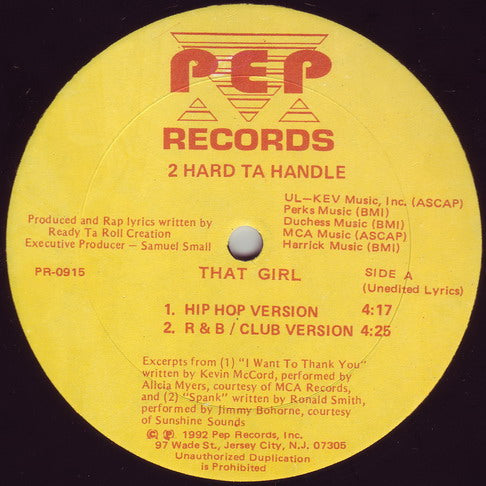 PEP
RECORDS
2 HARD TA HANDLE
UL-KEV Music, Inc. (ASCAP)
Perks Music (BMI)
Duchess Music (BMI)
MCA Music (ASCAP)
Harrick Music (BMI)
Produced and Rap lyrics written by
Ready Ta Roll Creation
Executive Producer – Samuel Small
PR-0915
THAT GIRL
SIDE A
(Unedited Lyrics)
1. HIP HOP VERSION 4:17
2. R & B / CLUB VERSION 4:25
Excerpts from (1) "I Want To Thank You"
written by Kevin McCord, performed by
Allcia Myers, courtesy of MCA Records,
and (2) "Spank" written by Ronald Smith,
performed by Jimmy Bohorne, courtesy
of Sunshine Sounds
© ℗ 1992 Pep Records, Inc.
97 Wade St., Jersey City, N.J. 07305
Unauthorized Duplication
is Prohibited